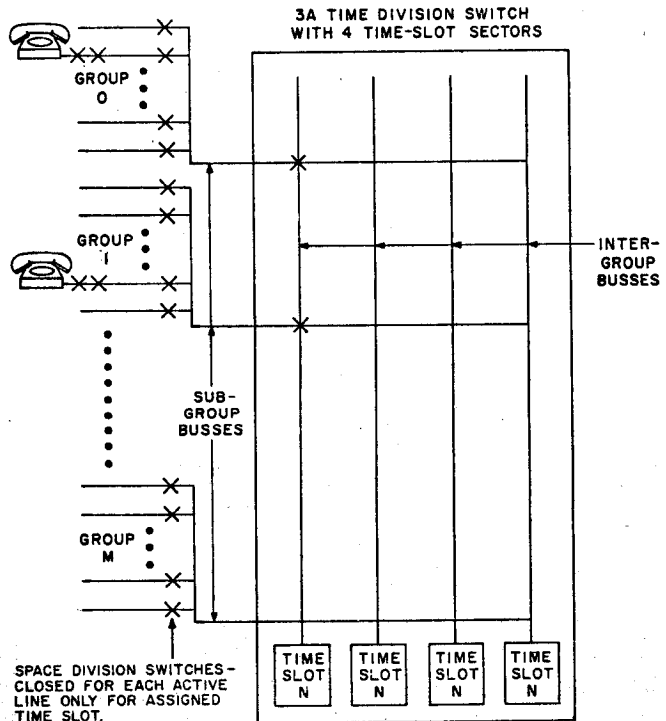 3A TIME DIVISION SWITCH
WITH 4 TIME-SLOT SECTORS
GROUP
0
GROUP
1
INTER-
GROUP
BUSSES
SUB-
GROUP
BUSSES
GROUP
M
TIME
SLOT
N
TIME
SLOT
N
TIME
SLOT
N
TIME
SLOT
N
SPACE DIVISION SWITCHES-
CLOSED FOR EACH ACTIVE
LINE ONLY FOR ASSIGNED
TIME SLOT.